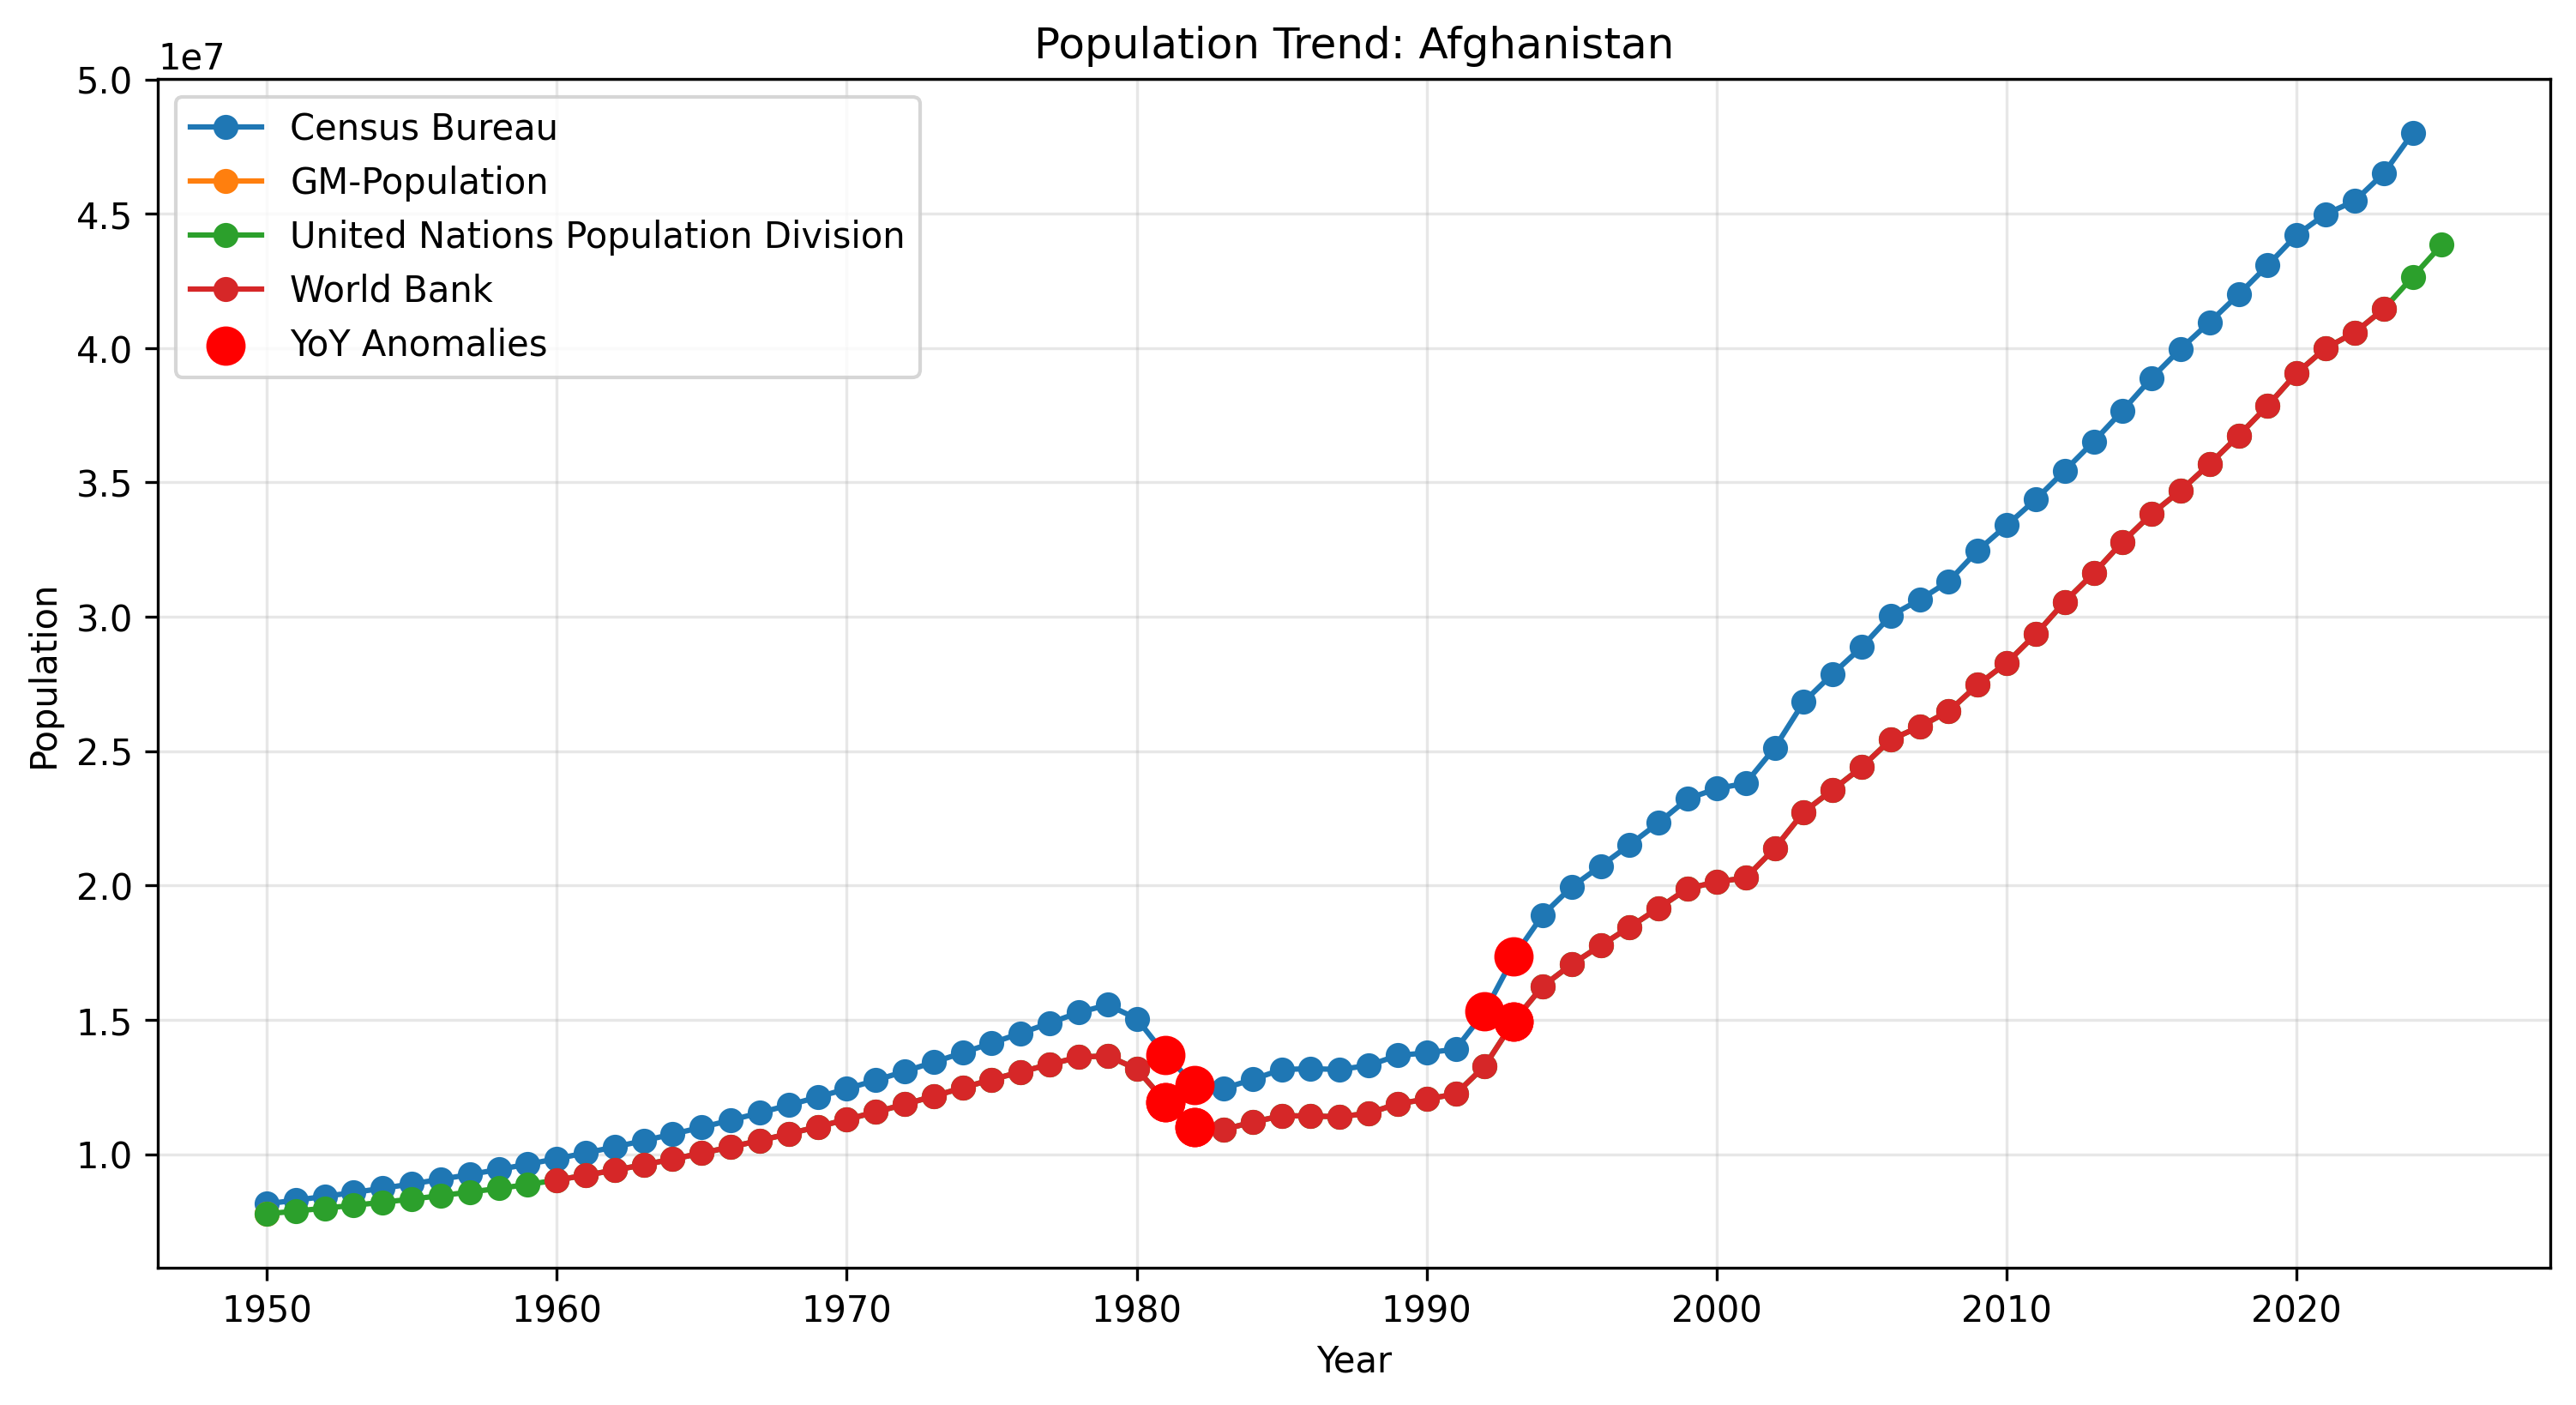 Population Trend: Afghanistan
1e7
5.0
4.5
4.0
3.5
3.0
2.5
2.0
1.5
1.0
Population
Census Bureau
GM-Population
United Nations Population Division
World Bank
YoY Anomalies
1950 1960 1970 1980 1990 2000 2010 2020
Year